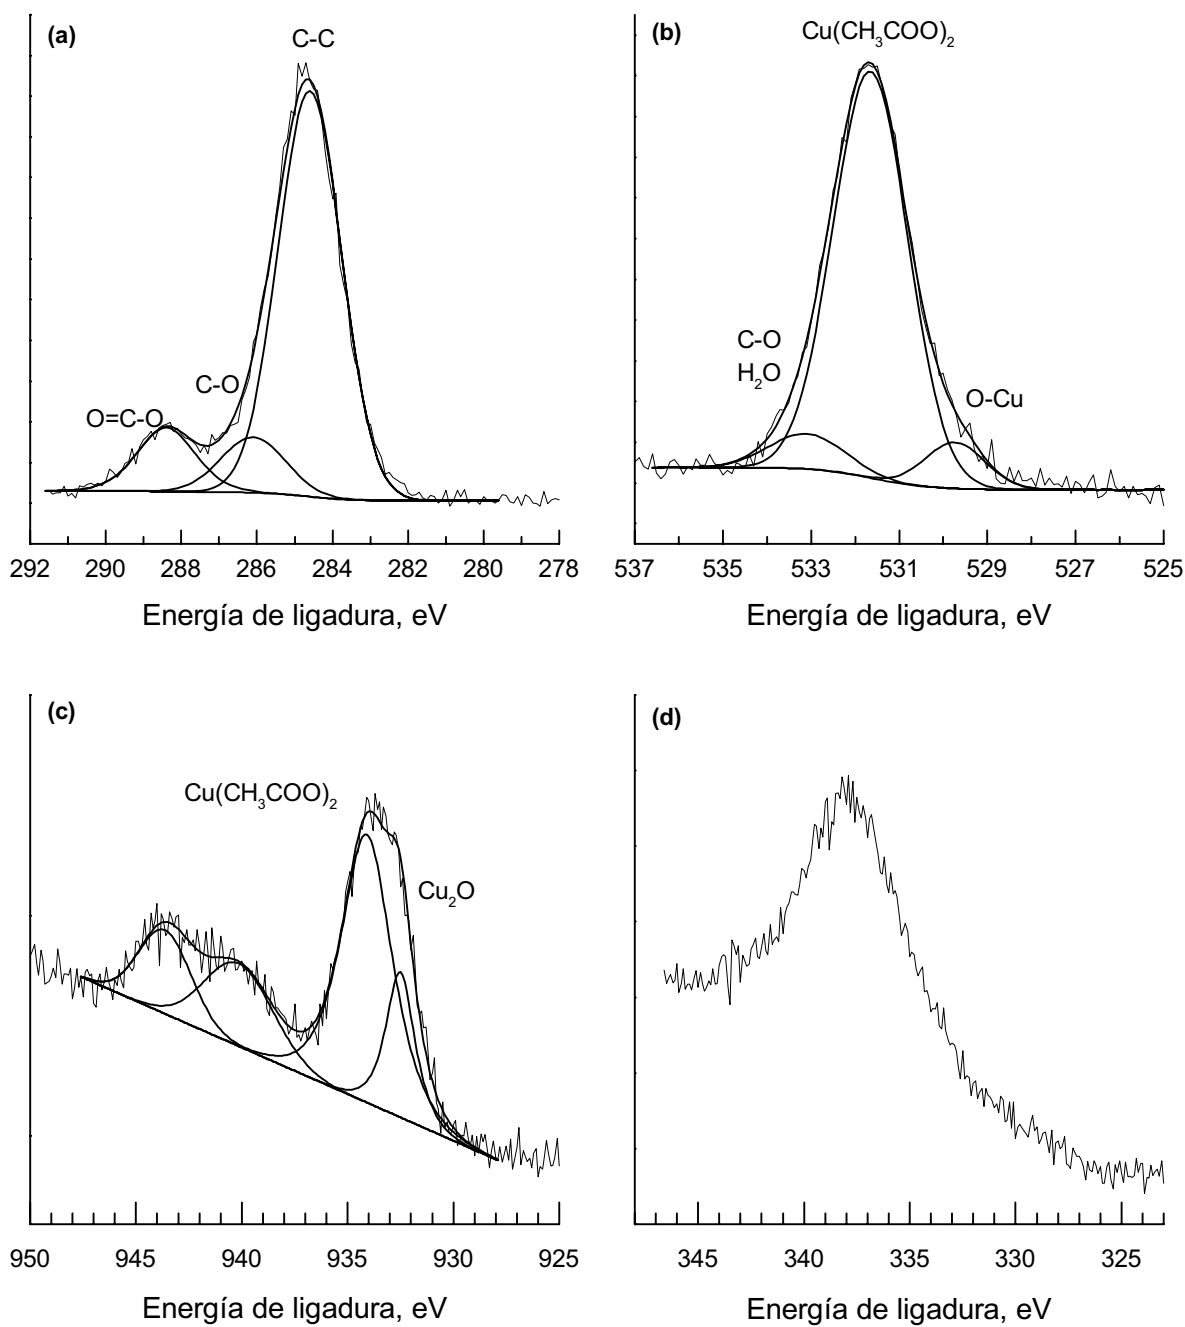 (a)
C-C
C-O
O=C-O
292 290 288 286 284 282 280 278
Energía de ligadura, eV
(b)
Cu(CH₃COO)₂
C-O
H₂O
O-Cu
537 535 533 531 529 527 525
Energía de ligadura, eV
(c)
Cu(CH₃COO)₂
Cu₂O
950 945 940 935 930 925
Energía de ligadura, eV
(d)
345 340 335 330 325
Energía de ligadura, eV